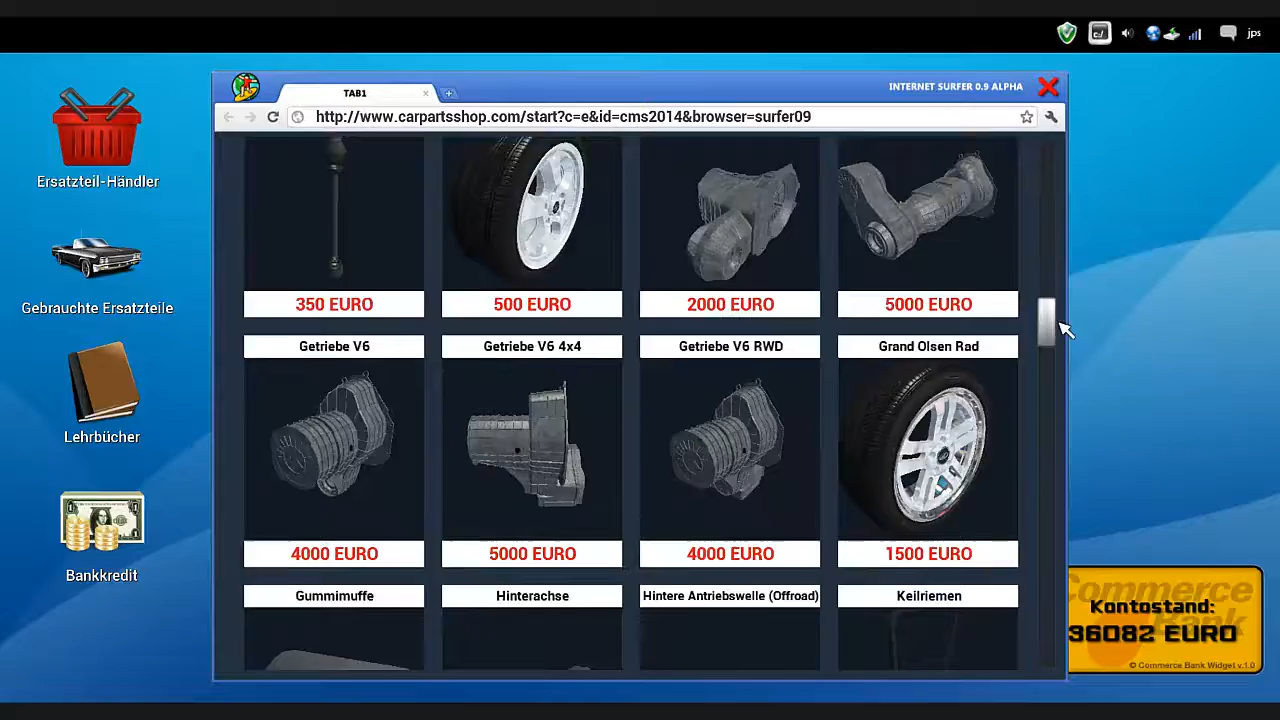 jps
TAB1
INTERNET SURFER 0.9 ALPHA
http://www.carpartsshop.com/start?c=e&id=cms2014&browser=surfer09
Ersatzteil-Händler
Gebrauchte Ersatzteile
Lehrbücher
Bankkredit
350 EURO
500 EURO
2000 EURO
5000 EURO
Getriebe V6
Getriebe V6 4x4
Getriebe V6 RWD
Grand Olsen Rad
4000 EURO
5000 EURO
4000 EURO
1500 EURO
Gummimuffe
Hinterachse
Hintere Antriebswelle (Offroad)
Keilriemen
Commerce
Bank
Kontostand:
36082 EURO
© Commerce Bank Widget v.1.0